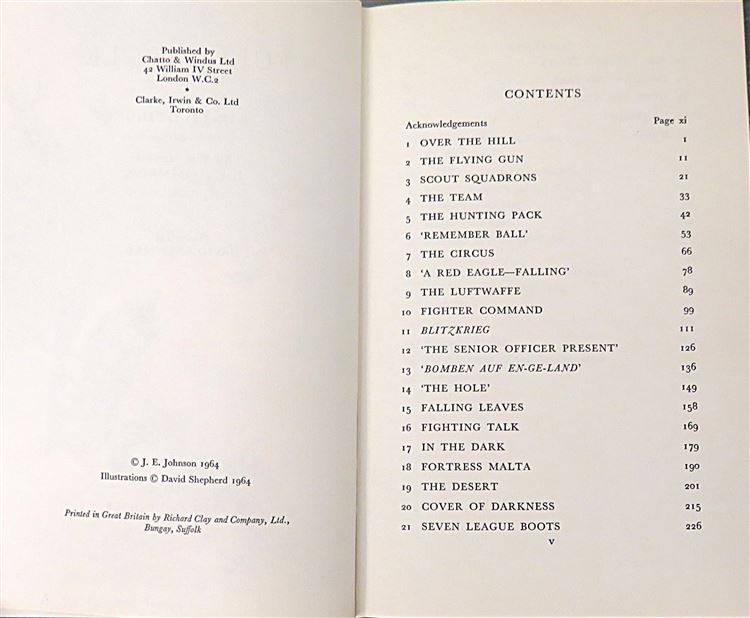 Published by
Chatto & Windus Ltd
42 William IV Street
London W.C.2
*
Clarke, Irwin & Co. Ltd
Toronto
© J. E. Johnson 1964
Illustrations © David Shepherd 1964
Printed in Great Britain by Richard Clay and Company, Ltd.,
Bungay, Suffolk
CONTENTS
Acknowledgements Page xi
1 OVER THE HILL 1
2 THE FLYING GUN 11
3 SCOUT SQUADRONS 21
4 THE TEAM 33
5 THE HUNTING PACK 42
6 'REMEMBER BALL' 53
7 THE CIRCUS 66
8 'A RED EAGLE—FALLING' 78
9 THE LUFTWAFFE 89
10 FIGHTER COMMAND 99
11 BLITZKRIEG 111
12 'THE SENIOR OFFICER PRESENT' 126
13 'BOMBEN AUF EN-GE-LAND' 136
14 'THE HOLE' 149
15 FALLING LEAVES 158
16 FIGHTING TALK 169
17 IN THE DARK 179
18 FORTRESS MALTA 190
19 THE DESERT 201
20 COVER OF DARKNESS 215
21 SEVEN LEAGUE BOOTS 226
v